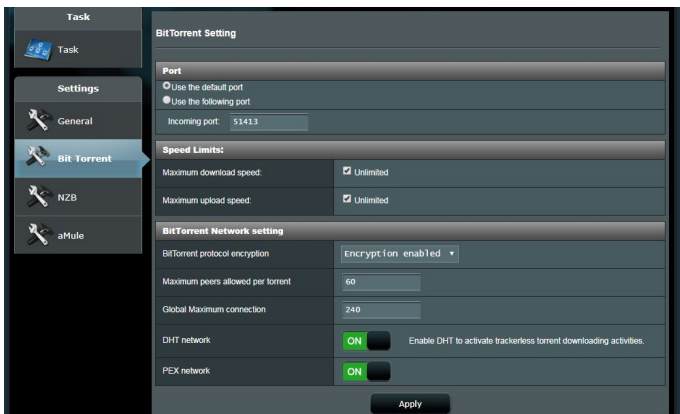 Task
Task
Settings
General
Bit Torrent
NZB
aMule
BitTorrent Setting
Port
Use the default port
Use the following port
Incoming port: 51413
Speed Limits:
Maximum download speed: Unlimited
Maximum upload speed: Unlimited
BitTorrent Network setting
BitTorrent protocol encryption Encryption enabled
Maximum peers allowed per torrent 60
Global Maximum connection 240
DHT network ON Enable DHT to activate trackerless torrent downloading activities.
PEX network ON
Apply